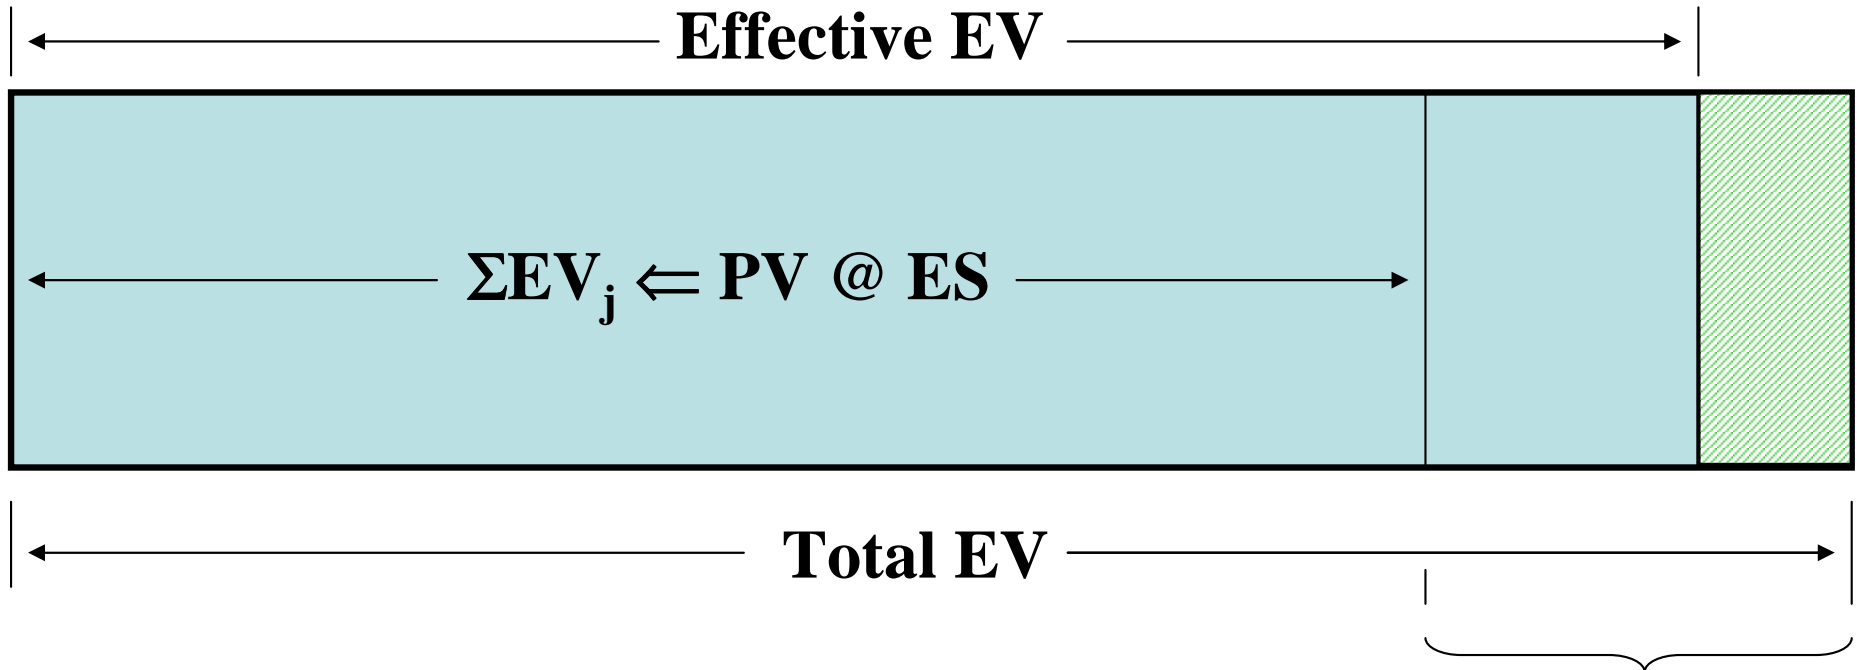 Effective EV
ΣEVj ⇐ PV @ ES
Total EV